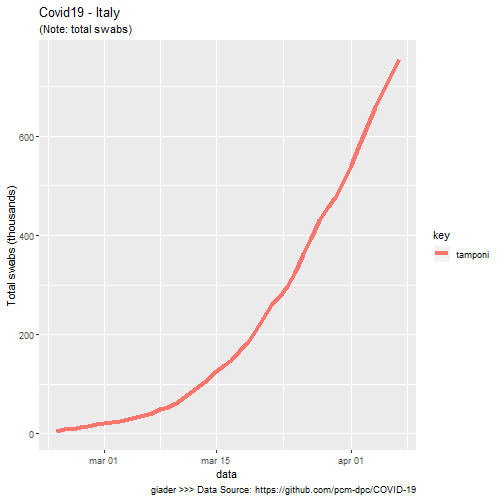 Covid19 - Italy
(Note: total swabs)
Total swabs (thousands)
600
400
200
0
mar 01
mar 15
apr 01
data
key
tamponi
giader >>> Data Source: https://github.com/pcm-dpc/COVID-19